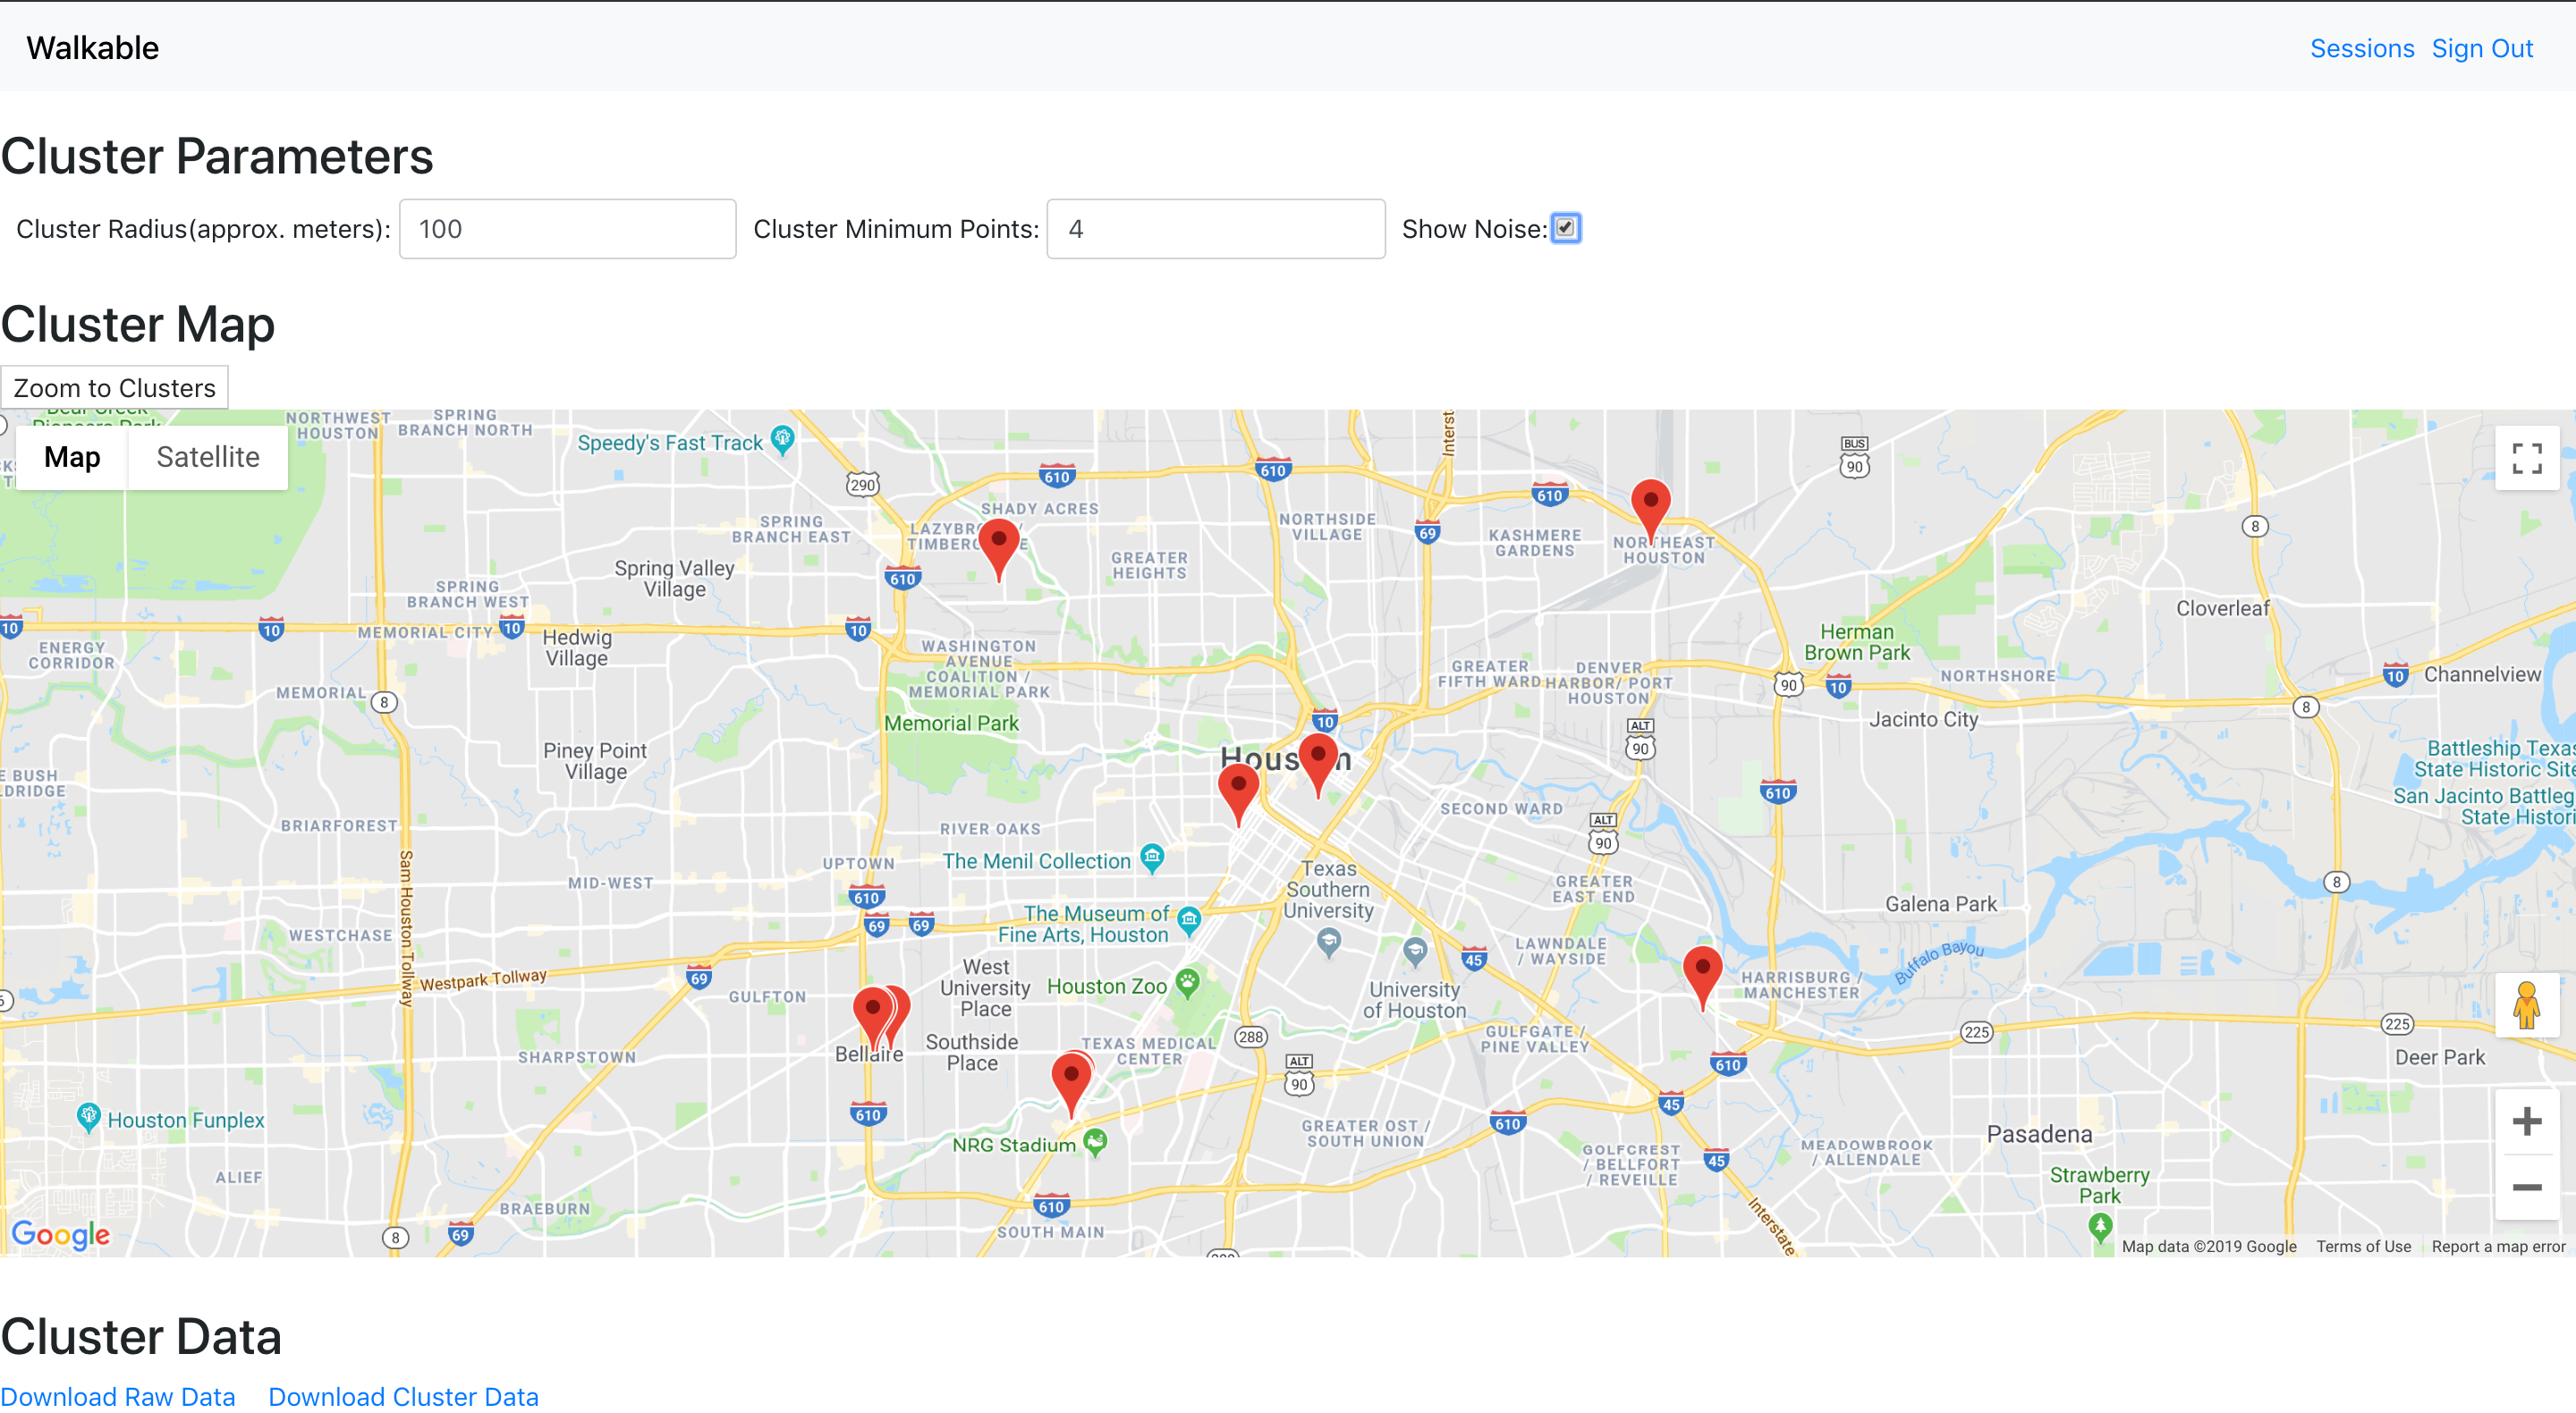 Walkable
Sessions Sign Out
Cluster Parameters
Cluster Radius(approx. meters): 100 Cluster Minimum Points: 4 Show Noise:
Cluster Map
Zoom to Clusters
Map Satellite
NORTHWEST
HOUSTON
SPRING
BRANCH NORTH
Speedy's Fast Track
290
610
610
610
Interst
BUS
90
8
SHADY ACRES
SPRING
BRANCH EAST
GREATER
HEIGHTS
NORTHSIDE
VILLAGE
69
KASHMERE
GARDENS
NORTHEAST
HOUSTON
Spring Valley
Village
610
SPRING
BRANCH WEST
Cloverleaf
10
10
10
10
MEMORIAL CITY
Hedwig
Village
ENERGY
CORRIDOR
WASHINGTON
AVENUE
COALITION /
MEMORIAL PARK
Herman
Brown Park
GREATER
FIFTH WARD
DENVER
HARBOR/ PORT
HOUSTON
90
10
NORTHSHORE
10
Channelview
MEMORIAL
8
8
Memorial Park
10
Jacinto City
ALT
90
Piney Point
Village
Houston
Battleship Texas
State Historic Site
San Jacinto Battleg
State Histori
E BUSH
LDRIDGE
610
SECOND WARD
BRIARFOREST
RIVER OAKS
ALT
90
UPTOWN
The Menil Collection
MID-WEST
Texas
Southern
University
GREATER
EAST END
8
610
Galena Park
The Museum of
Fine Arts, Houston
69
69
WESTCHASE
Sam Houston Tollway
LAWNDALE
/ WAYSIDE
45
Buffalo Bayou
Westpark Tollway
69
West
University
Place
Houston Zoo
HARRISBURG /
MANCHESTER
GULFTON
University
of Houston
6
225
225
Bellaire
Southside
Place
TEXAS MEDICAL
CENTER
288
GULFGATE /
PINE VALLEY
SHARPSTOWN
ALT
90
610
Deer Park
Houston Funplex
610
45
610
NRG Stadium
GREATER OST /
SOUTH UNION
Pasadena
GOLFCREST
/ BELLFORT
/ REVEILLE
45
MEADOWBROOK
/ ALLENDALE
ALIEF
Strawberry
Park
BRAEBURN
610
SOUTH MAIN
Interstate
8
69
Google
Map data ©2019 Google Terms of Use Report a map error
Cluster Data
Download Raw Data Download Cluster Data